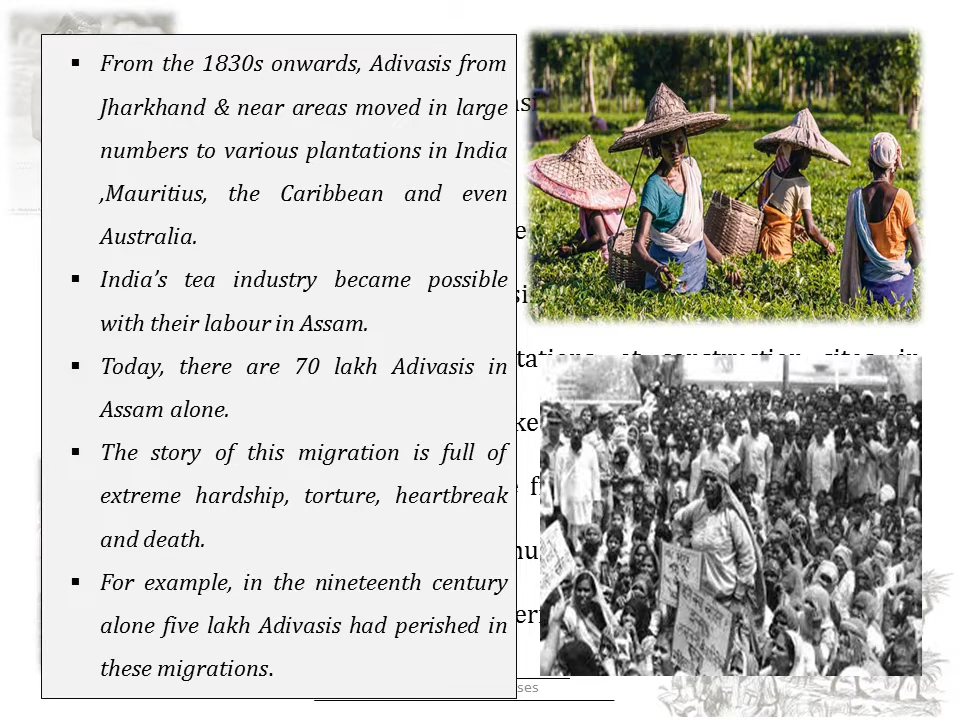 ▪ From the 1830s onwards, Adivasis from
Jharkhand & near areas moved in large
numbers to various plantations in India
,Mauritius, the Caribbean and even
Australia.
▪ India’s tea industry became possible
with their labour in Assam.
▪ Today, there are 70 lakh Adivasis in
Assam alone.
▪ The story of this migration is full of
extreme hardship, torture, heartbreak
and death.
▪ For example, in the nineteenth century
alone five lakh Adivasis had perished in
these migrations.